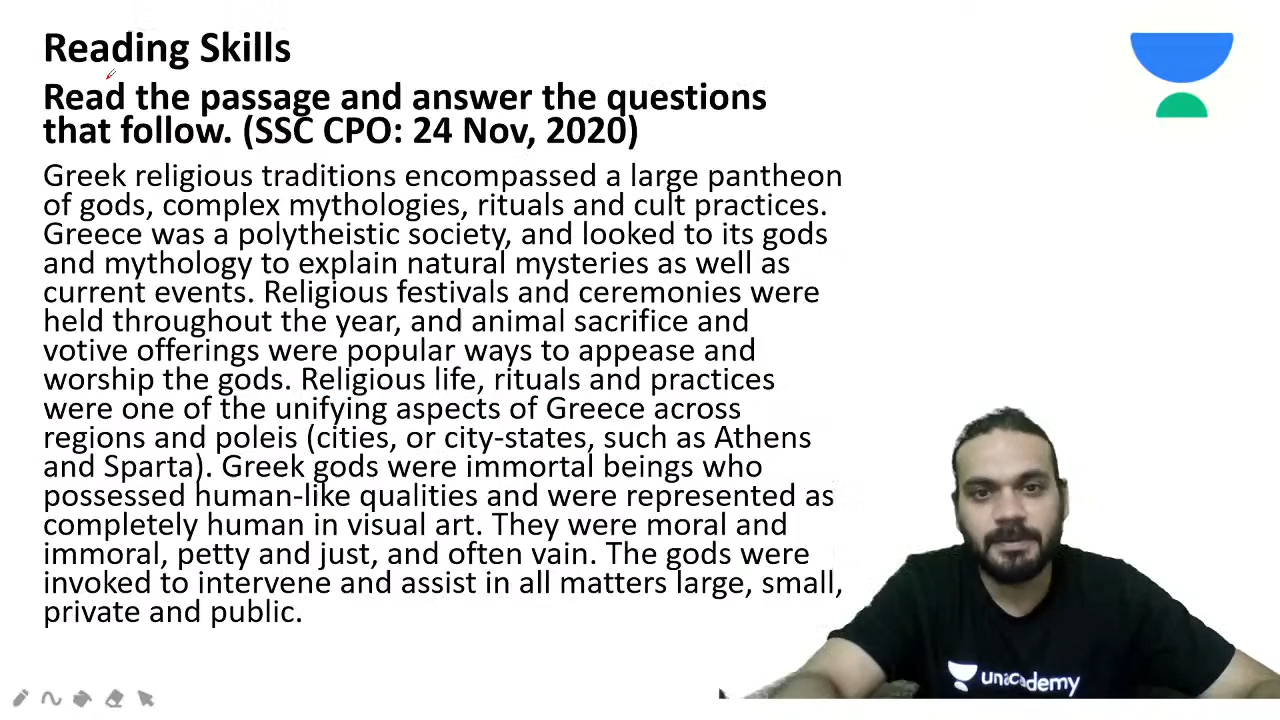 Reading Skills
Read the passage and answer the questions
that follow. (SSC CPO: 24 Nov, 2020)
Greek religious traditions encompassed a large pantheon
of gods, complex mythologies, rituals and cult practices.
Greece was a polytheistic society, and looked to its gods
and mythology to explain natural mysteries as well as
current events. Religious festivals and ceremonies were
held throughout the year, and animal sacrifice and
votive offerings were popular ways to appease and
worship the gods. Religious life, rituals and practices
were one of the unifying aspects of Greece across
regions and poleis (cities, or city-states, such as Athens
and Sparta). Greek gods were immortal beings who
possessed human-like qualities and were represented as
completely human in visual art. They were moral and
immoral, petty and just, and often vain. The gods were
invoked to intervene and assist in all matters large, small,
private and public.
unacademy